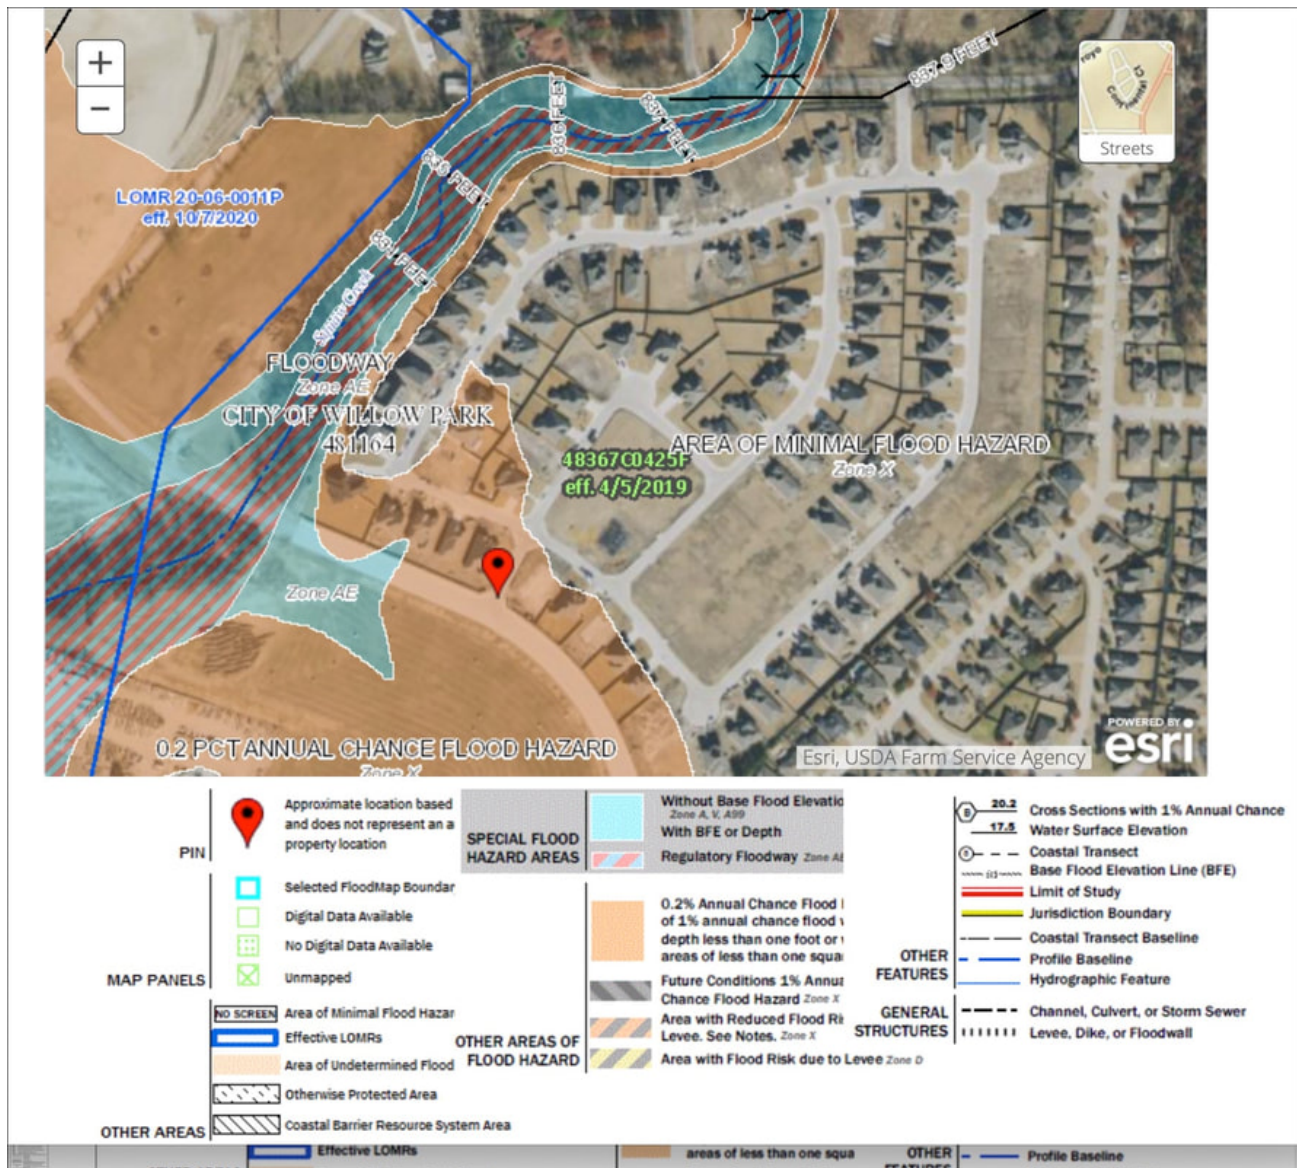 +
−
837.9 FEET
royo
Continental Ct
Streets
836 FEET
837 FEET
835 FEET
LOMR 20-06-0011P
eff. 10/7/2020
831 FEET
FLOODWAY
Zone AE
CITY OF WILLOW PARK
481164
AREA OF MINIMAL FLOOD HAZARD
Zone X
48367C0425F
eff. 4/5/2019
Zone AE
0.2 PCT ANNUAL CHANCE FLOOD HAZARD
Zone X
POWERED BY
esri
Esri, USDA Farm Service Agency
PIN
Approximate location based
and does not represent an a
property location
MAP PANELS
Selected FloodMap Boundar
Digital Data Available
No Digital Data Available
Unmapped
OTHER AREAS
NO SCREEN Area of Minimal Flood Hazar
Effective LOMRs
Area of Undetermined Flood
Otherwise Protected Area
Coastal Barrier Resource System Area
SPECIAL FLOOD
HAZARD AREAS
Without Base Flood Elevatio
Zone A, V, A99
With BFE or Depth
Regulatory Floodway Zone AE
OTHER AREAS OF
FLOOD HAZARD
0.2% Annual Chance Flood
of 1% annual chance flood
depth less than one foot or
areas of less than one squa
Future Conditions 1% Annua
Chance Flood Hazard Zone X
Area with Reduced Flood Ris
Levee. See Notes. Zone X
Area with Flood Risk due to Levee Zone D
OTHER
FEATURES
B 20.2 Cross Sections with 1% Annual Chance
17.5 Water Surface Elevation
Coastal Transect
Base Flood Elevation Line (BFE)
Limit of Study
Jurisdiction Boundary
Coastal Transect Baseline
Profile Baseline
Hydrographic Feature
GENERAL
STRUCTURES
Channel, Culvert, or Storm Sewer
Levee, Dike, or Floodwall
Effective LOMRs
areas of less than one squa
OTHER
Profile Baseline